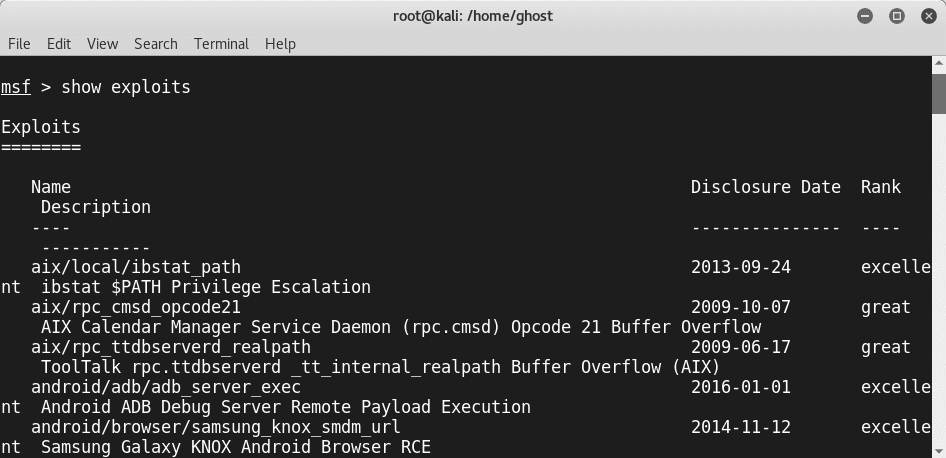 root@kali: /home/ghost
File Edit View Search Terminal Help
msf > show exploits
Exploits
========
Name Disclosure Date Rank
Description
---- --------------- ----
-----------
aix/local/ibstat_path 2013-09-24 excelle
nt ibstat $PATH Privilege Escalation
aix/rpc_cmsd_opcode21 2009-10-07 great
AIX Calendar Manager Service Daemon (rpc.cmsd) Opcode 21 Buffer Overflow
aix/rpc_ttdbserverd_realpath 2009-06-17 great
ToolTalk rpc.ttdbserverd _tt_internal_realpath Buffer Overflow (AIX)
android/adb/adb_server_exec 2016-01-01 excelle
nt Android ADB Debug Server Remote Payload Execution
android/browser/samsung_knox_smdm_url 2014-11-12 excelle
nt Samsung Galaxy KNOX Android Browser RCE